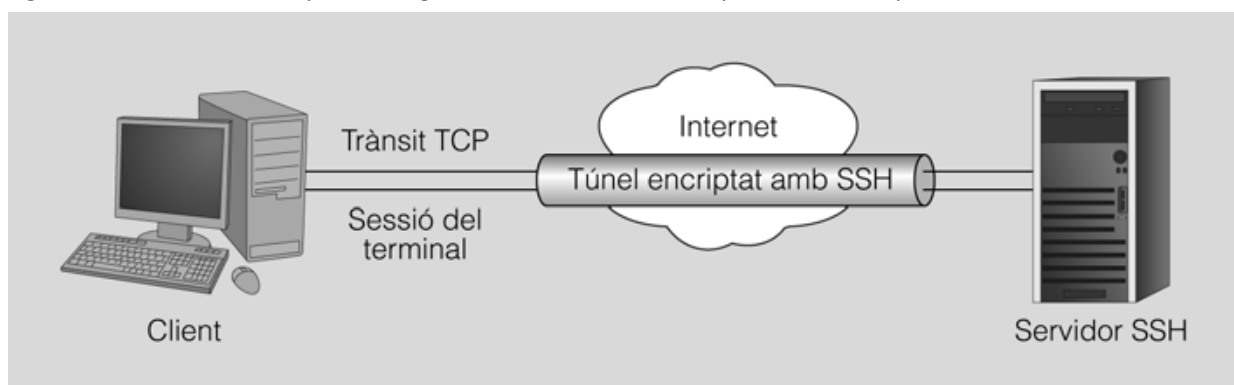 Internet
Trànsit TCP
Túnel encriptat amb SSH
Sessió del
terminal
Client
Servidor SSH